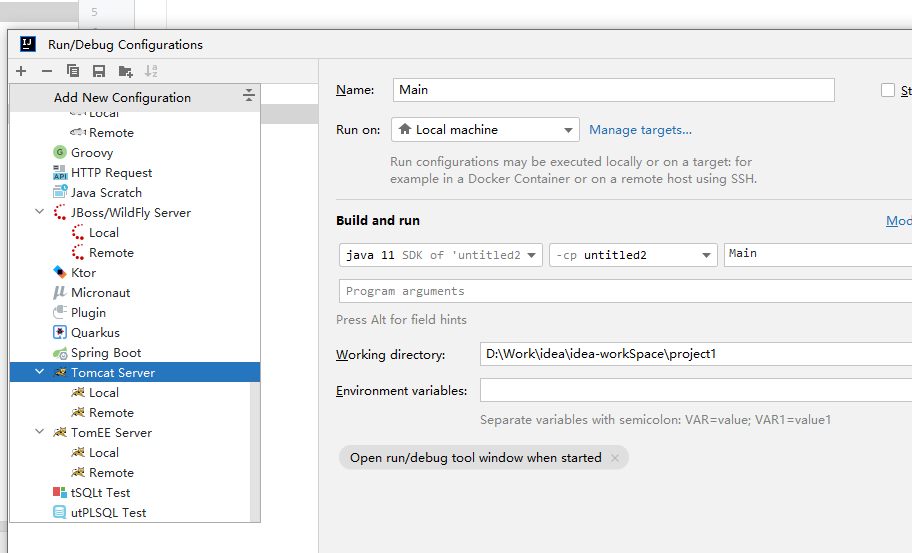 5
Run/Debug Configurations
Add New Configuration
Local
Remote
Groovy
HTTP Request
Java Scratch
JBoss/WildFly Server
Local
Remote
Ktor
Micronaut
Plugin
Quarkus
Spring Boot
Tomcat Server
Local
Remote
TomEE Server
Local
Remote
tSQLt Test
utPLSQL Test
Name: Main St
Run on: Local machine Manage targets...
Run configurations may be executed locally or on a target: for
example in a Docker Container or on a remote host using SSH.
Build and run Mod
java 11 SDK of 'untitled2 -cp untitled2 Main
Program arguments
Press Alt for field hints
Working directory: D:\Work\idea\idea-workSpace\project1
Environment variables:
Separate variables with semicolon: VAR=value; VAR1=value1
Open run/debug tool window when started